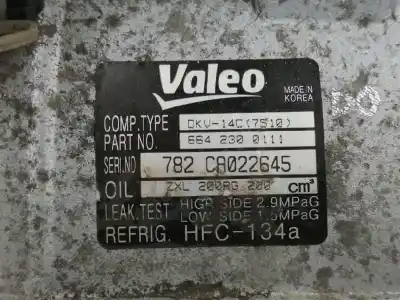 Valeo
MADE IN
KOREA
COMP.TYPE DKV-14C(7510)
PART NO. 664 230 0111
SERI.NO 782 CA022645
OIL ZXL 200RG 200 cm³
LEAK.TEST HIGH SIDE 2.9MPaG
LOW SIDE 1.5MPaG
REFRIG. HFC-134a